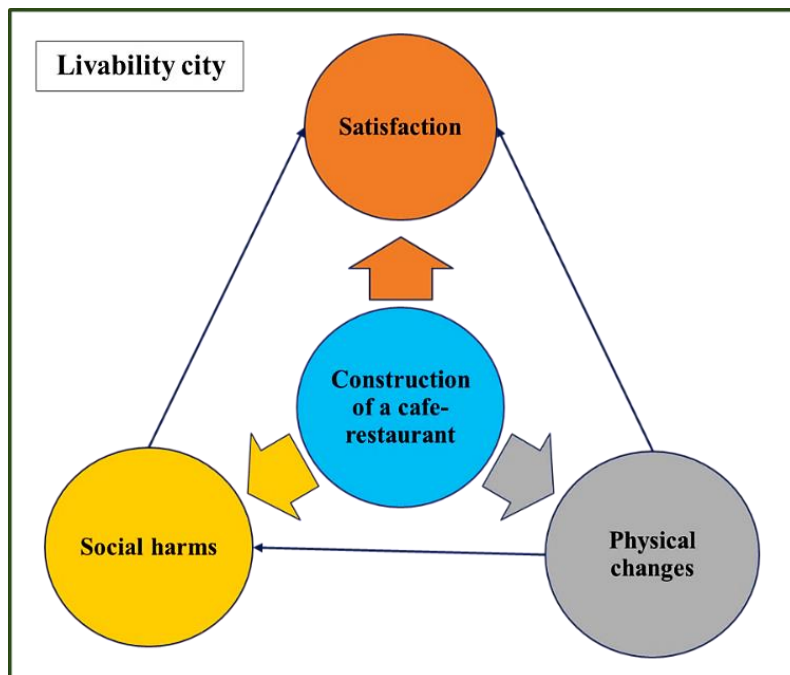 Livability city
Satisfaction
Construction
of a cafe-
restaurant
Social harms
Physical
changes